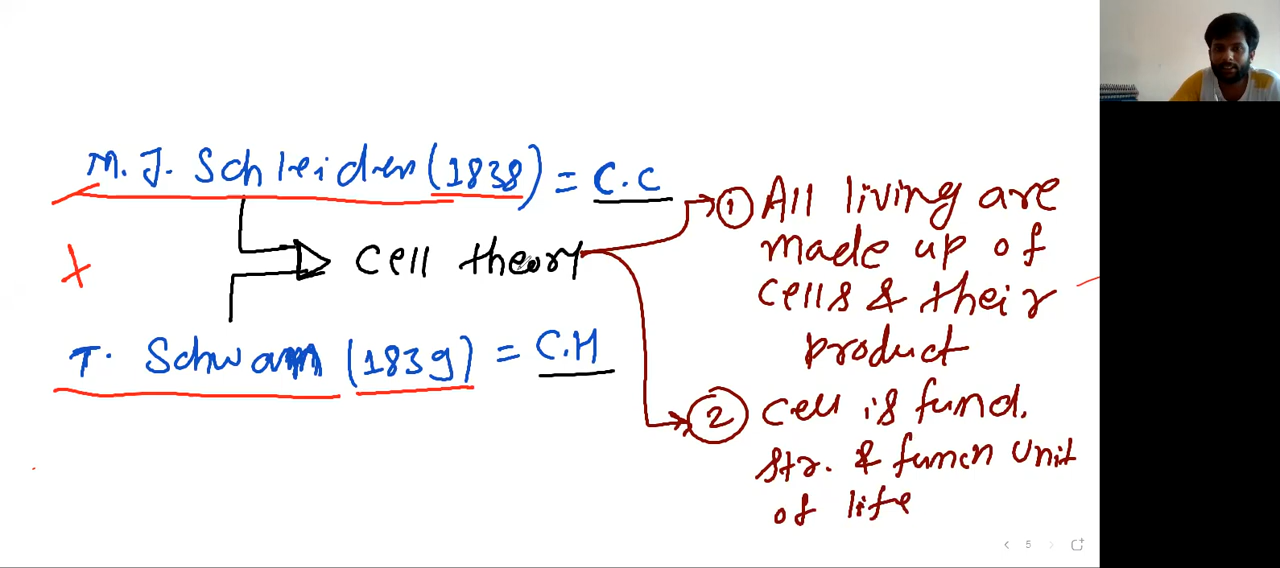 M. J. Schleiden (1838) = C.C
+
Cell theory
T. Schwann (1839) = C.H
① All living are
made up of
cells & their
product
② Cell is fund.
Str. & funcn Unit
of life
5